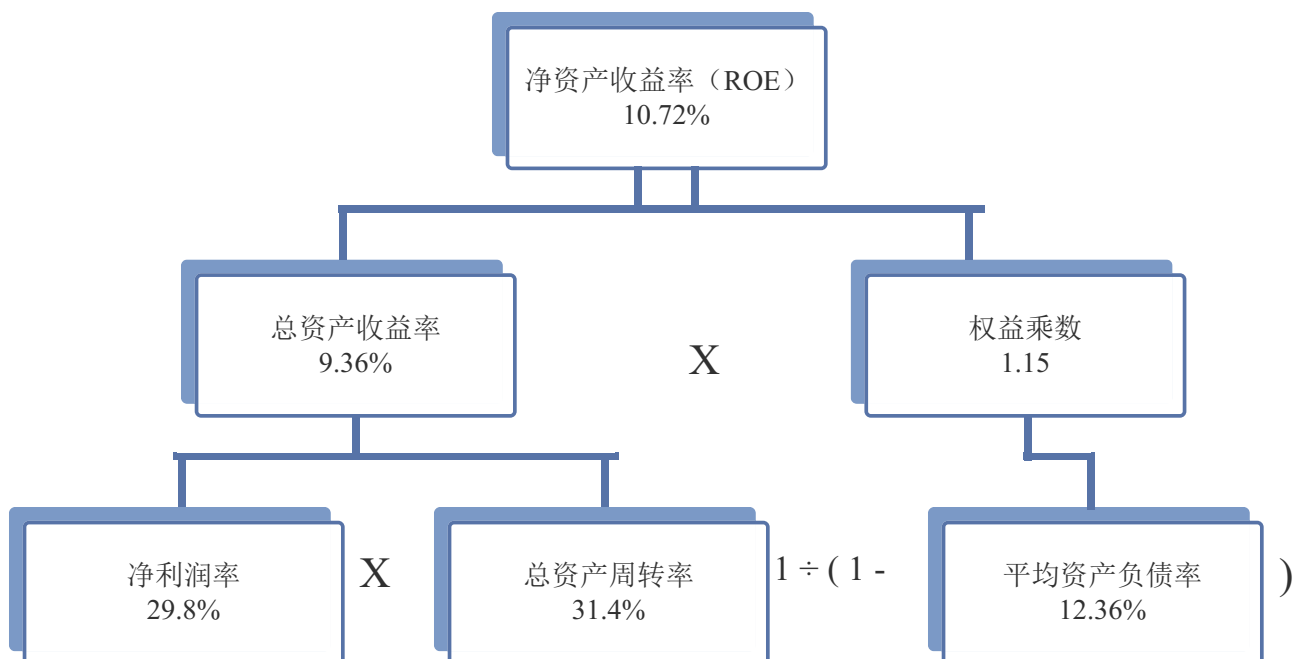 净资产收益率（ROE）
10.72%
总资产收益率
9.36%
X
权益乘数
1.15
净利润率
29.8%
X
总资产周转率
31.4%
1 ÷ ( 1 -
平均资产负债率
12.36%
)